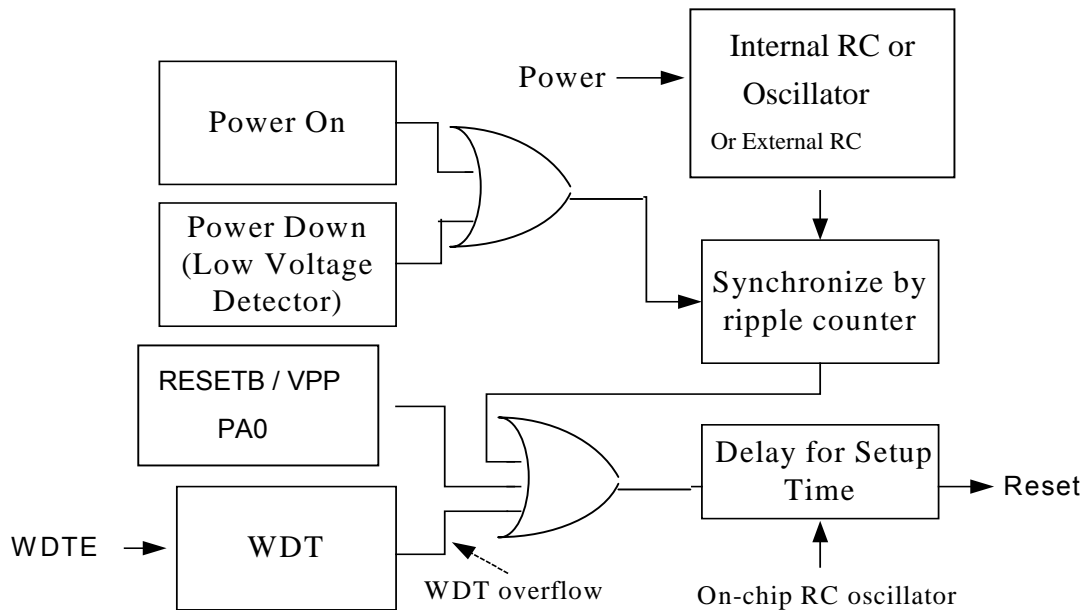 Internal RC or
Oscillator
Or External RC
Power
Power On
Power Down
(Low Voltage
Detector)
Synchronize by
ripple counter
RESETB / VPP
PA0
Delay for Setup
Time
Reset
WDTE
WDT
WDT overflow
On-chip RC oscillator